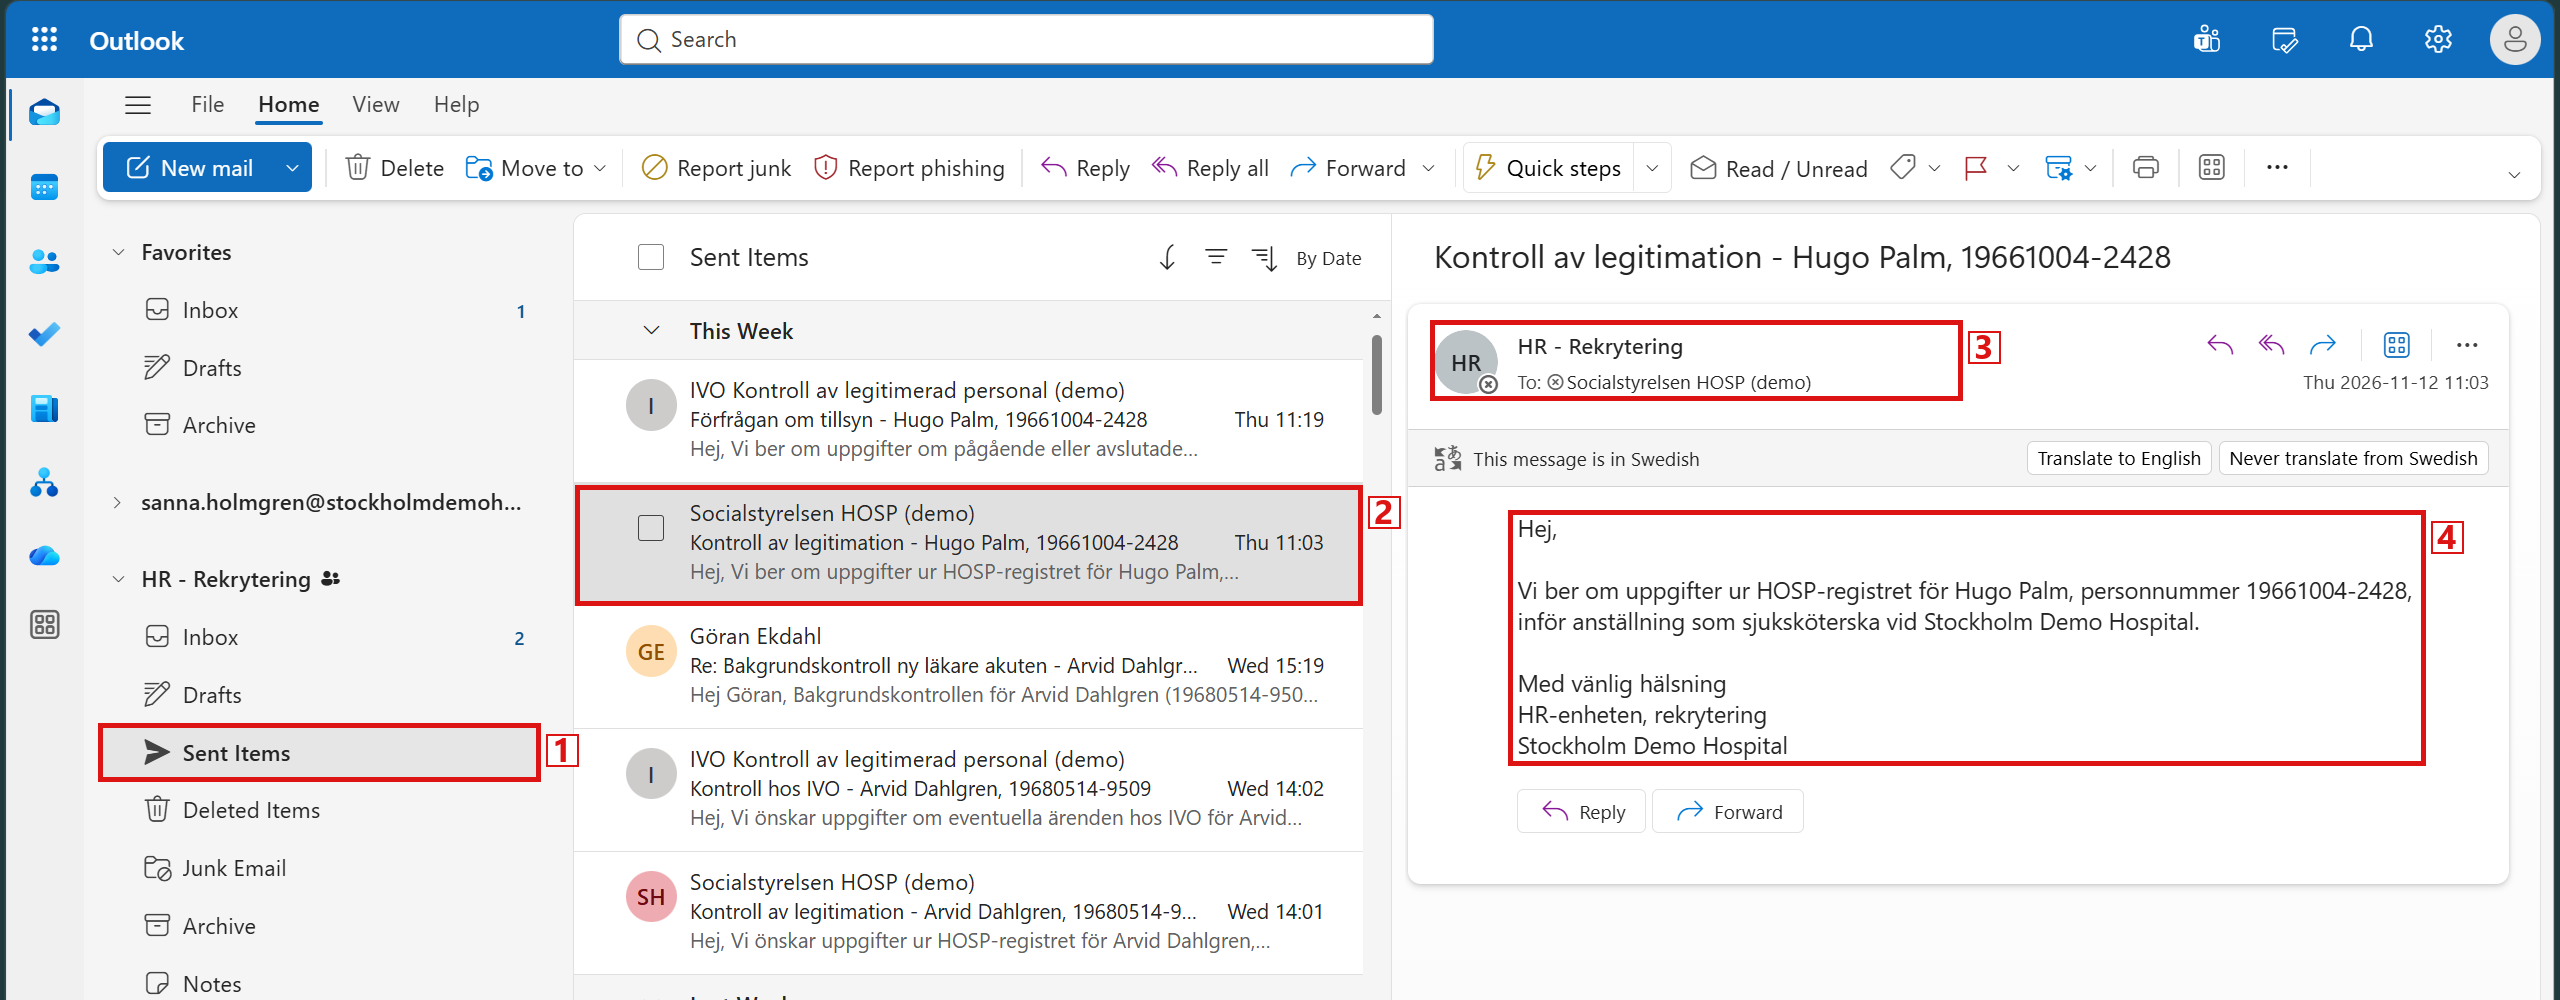 Outlook
Search
File Home View Help
New mail Delete Move to Report junk Report phishing Reply Reply all Forward Quick steps Read / Unread
Favorites
Inbox 1
Drafts
Archive
sanna.holmgren@stockholmdemoh...
HR - Rekrytering
Inbox 2
Drafts
Sent Items
1
Deleted Items
Junk Email
Archive
Notes
Sent Items By Date
This Week
I
IVO Kontroll av legitimerad personal (demo)
Förfrågan om tillsyn - Hugo Palm, 19661004-2428 Thu 11:19
Hej, Vi ber om uppgifter om pågående eller avslutade...
Socialstyrelsen HOSP (demo)
2
Kontroll av legitimation - Hugo Palm, 19661004-2428 Thu 11:03
Hej, Vi ber om uppgifter ur HOSP-registret för Hugo Palm,...
GE
Göran Ekdahl
Re: Bakgrundskontroll ny läkare akuten - Arvid Dahlgr... Wed 15:19
Hej Göran, Bakgrundskontrollen för Arvid Dahlgren (19680514-950...
I
IVO Kontroll av legitimerad personal (demo)
Kontroll hos IVO - Arvid Dahlgren, 19680514-9509 Wed 14:02
Hej, Vi önskar uppgifter om eventuella ärenden hos IVO för Arvid...
SH
Socialstyrelsen HOSP (demo)
Kontroll av legitimation - Arvid Dahlgren, 19680514-9... Wed 14:01
Hej, Vi önskar uppgifter ur HOSP-registret för Arvid Dahlgren,...
Kontroll av legitimation - Hugo Palm, 19661004-2428
HR
HR - Rekrytering
3
To: Socialstyrelsen HOSP (demo)
Thu 2026-11-12 11:03
This message is in Swedish
Translate to English
Never translate from Swedish
Hej,
4
Vi ber om uppgifter ur HOSP-registret för Hugo Palm, personnummer 19661004-2428,
inför anställning som sjuksköterska vid Stockholm Demo Hospital.
Med vänlig hälsning
HR-enheten, rekrytering
Stockholm Demo Hospital
Reply
Forward